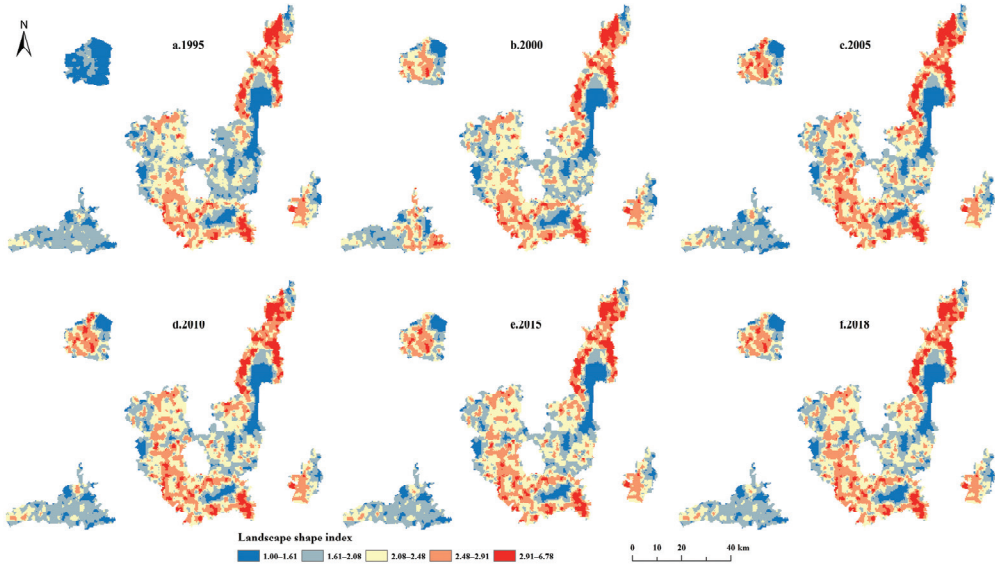 N
a.1995
b.2000
c.2005
d.2010
e.2015
f.2018
Landscape shape index
1.00–1.61 1.61–2.08 2.08–2.48 2.48–2.91 2.91–6.78
0 10 20 40 km